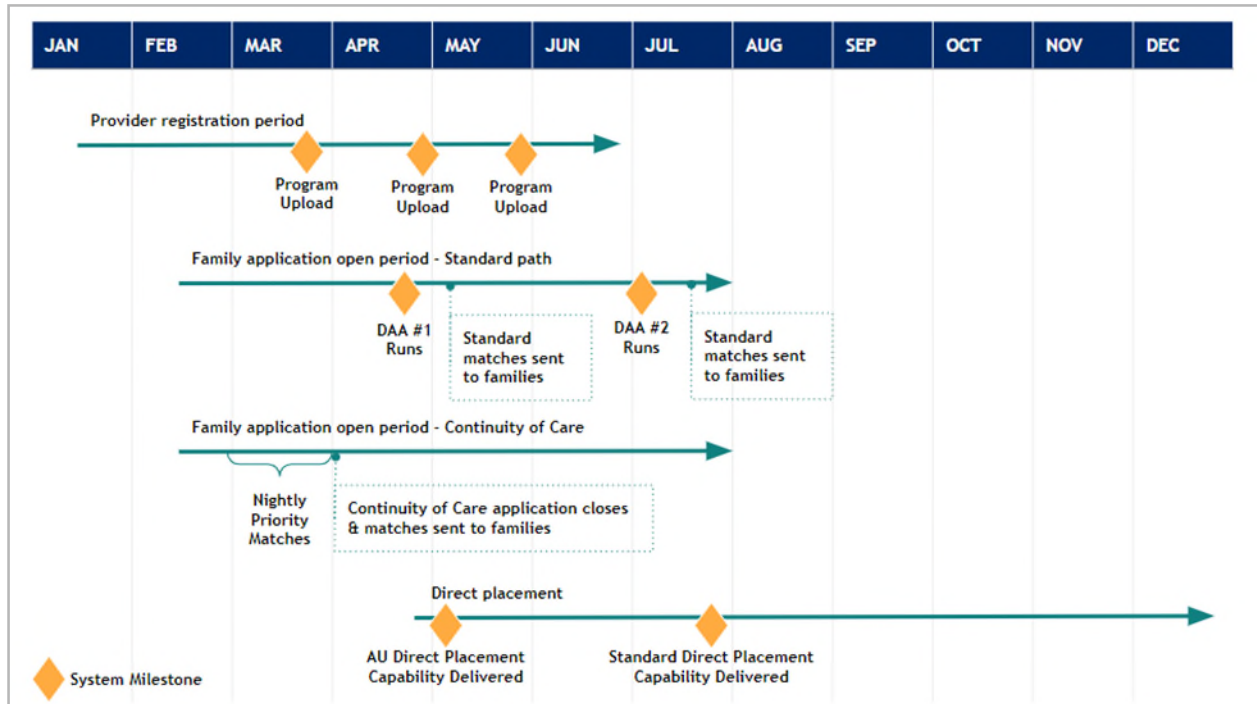 JAN FEB MAR APR MAY JUN JUL AUG SEP OCT NOV DEC
Provider registration period
Program
Upload
Program
Upload
Program
Upload
Family application open period - Standard path
DAA #1
Runs
Standard
matches sent
to families
DAA #2
Runs
Standard
matches sent
to families
Family application open period - Continuity of Care
Nightly
Priority
Matches
Continuity of Care application closes
& matches sent to families
Direct placement
AU Direct Placement
Capability Delivered
Standard Direct Placement
Capability Delivered
System Milestone